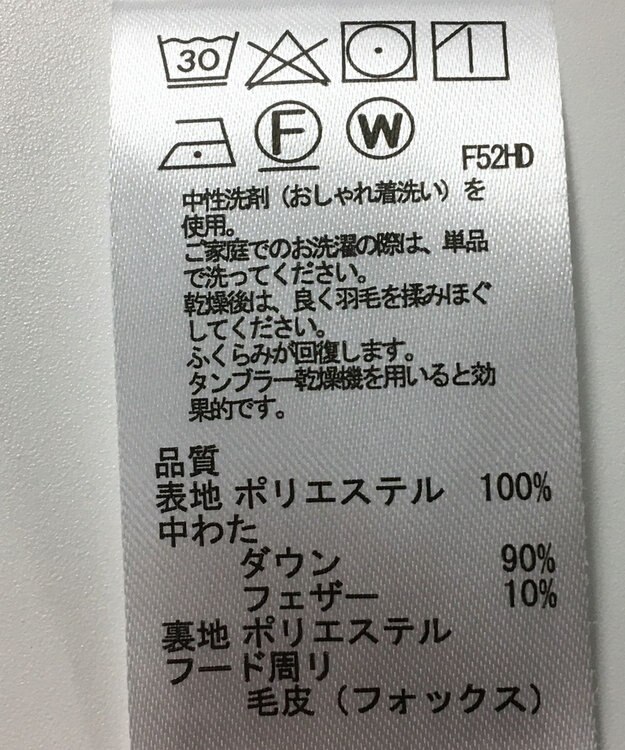 30
F W
F52HD
中性洗剤（おしゃれ着洗い）を
使用。
ご家庭でのお洗濯の際は、単品
で洗ってください。
乾燥後は、良く羽毛を揉みほぐ
してください。
ふくらみが回復します。
タンブラー乾燥機を用いると効
果的です。
品質
表地 ポリエステル 100%
中わた
ダウン 90%
フェザー 10%
裏地 ポリエステル
フード周り
毛皮（フォックス）